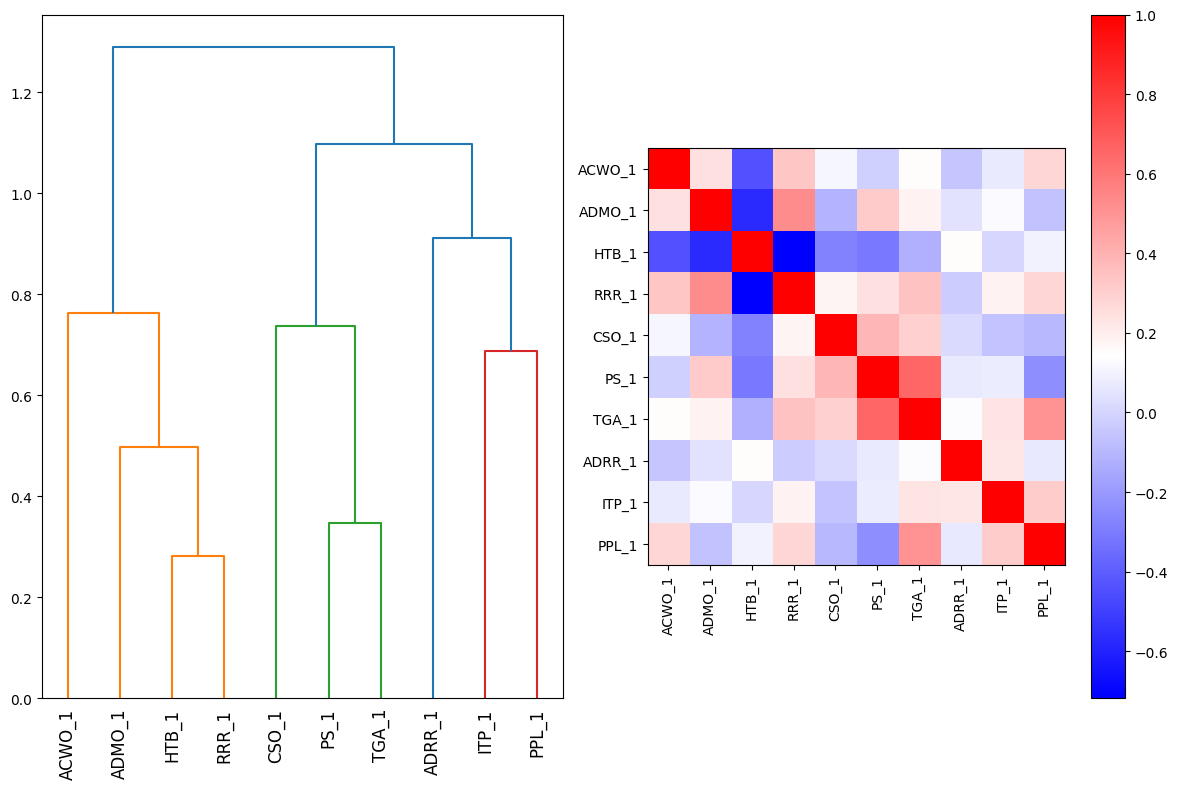 1.2
1.0
0.8
0.6
0.4
0.2
0.0
ACWO_1 ADMO_1 HTB_1 RRR_1 CSO_1 PS_1 TGA_1 ADRR_1 ITP_1 PPL_1
ACWO_1
ADMO_1
HTB_1
RRR_1
CSO_1
PS_1
TGA_1
ADRR_1
ITP_1
PPL_1
ACWO_1 ADMO_1 HTB_1 RRR_1 CSO_1 PS_1 TGA_1 ADRR_1 ITP_1 PPL_1
1.0
0.8
0.6
0.4
0.2
0.0
−0.2
−0.4
−0.6